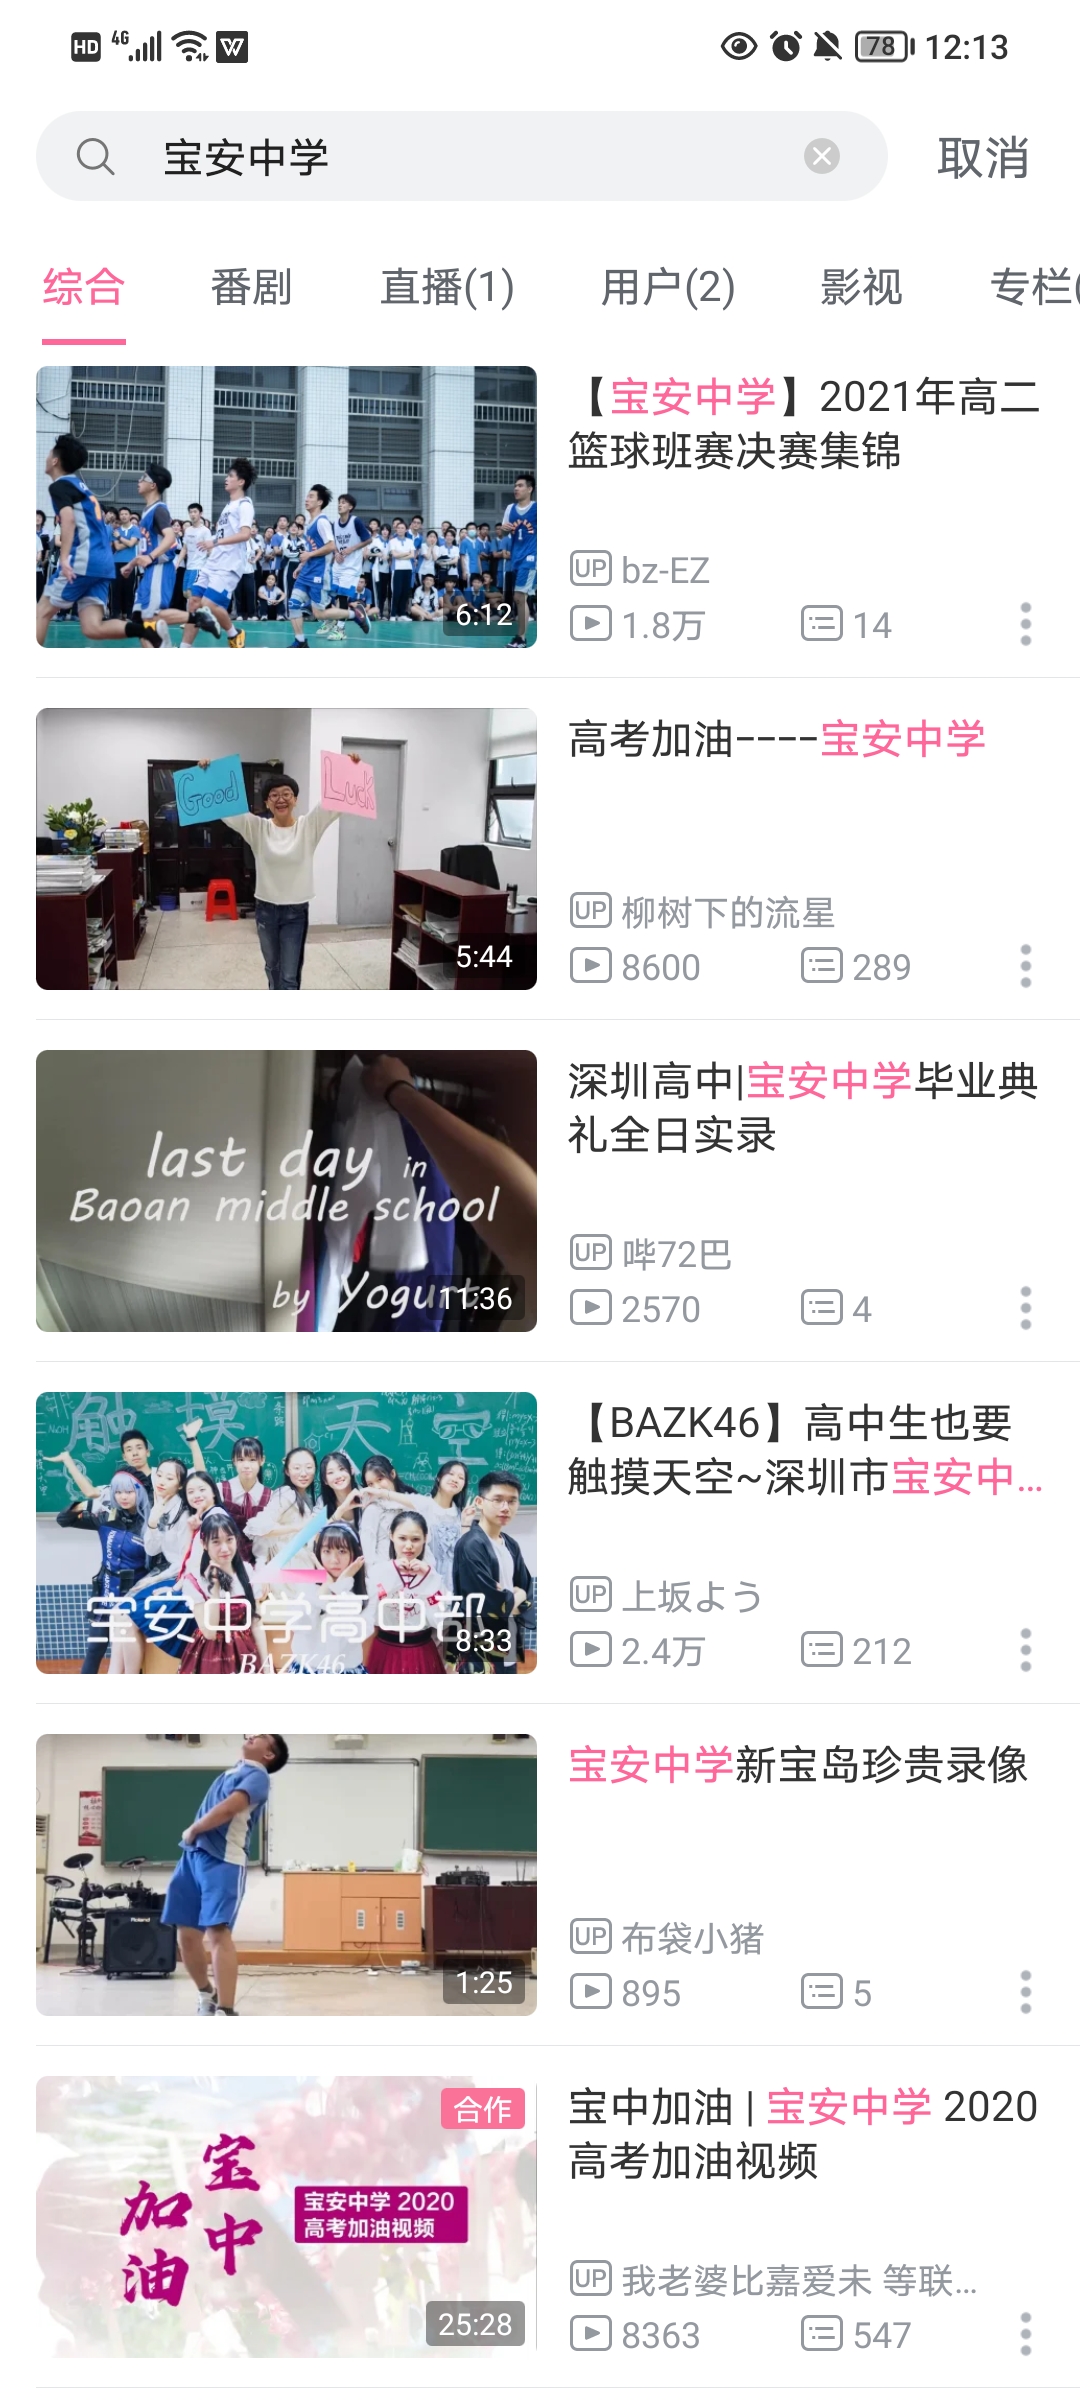 HD 4G 78 12:13
宝安中学 取消
综合 番剧 直播(1) 用户(2) 影视 专栏(
【宝安中学】2021年高二
篮球班赛决赛集锦
UP bz-EZ
1.8万 14
6:12
Good Luck
高考加油----宝安中学
UP 柳树下的流星
8600 289
5:44
last day in
Baoan middle school
by Yogurt
11:36
深圳高中|宝安中学毕业典
礼全日实录
UP 哔72巴
2570 4
触摸天
宝安中学高中部
BAZK46
8:33
【BAZK46】高中生也要
触摸天空~深圳市宝安中...
UP 上坂よう
2.4万 212
Roland
1:25
宝安中学新宝岛珍贵录像
UP 布袋小猪
895 5
合作
宝中
加油
宝安中学 2020
高考加油视频
25:28
宝中加油 | 宝安中学 2020
高考加油视频
UP 我老婆比嘉爱未 等联...
8363 547